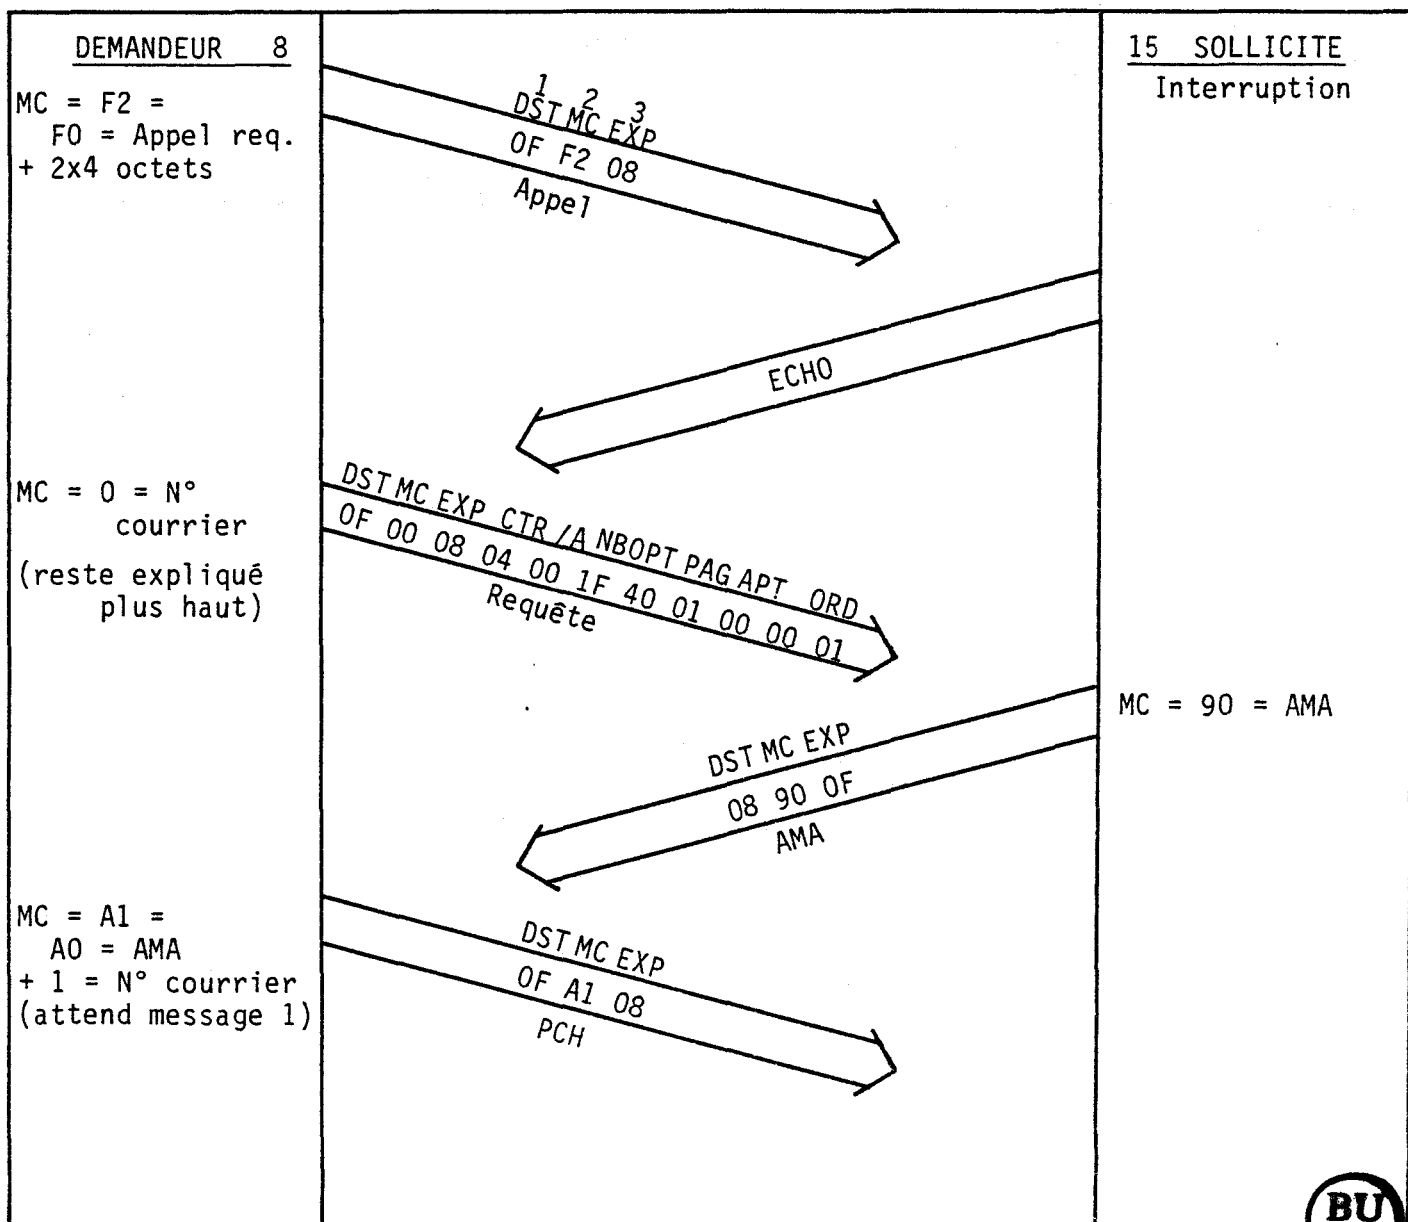 DEMANDEUR 8
MC = F2 =
F0 = Appel req.
+ 2x4 octets
1 2 3
DST MC EXP
0F F2 08
Appel
15 SOLLICITE
Interruption
ECHO
MC = 0 = N°
courrier
(reste expliqué
plus haut)
DST MC EXP CTR /A NBOPT PAG APT ORD
0F 00 08 04 00 1F 40 01 00 00 01
Requête
MC = 90 = AMA
DST MC EXP
08 90 0F
AMA
MC = A1 =
A0 = AMA
+ 1 = N° courrier
(attend message 1)
DST MC EXP
0F A1 08
PCH
BU